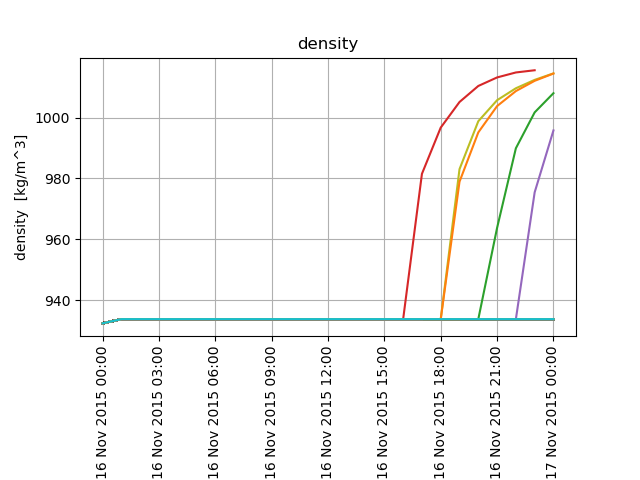 density
density [kg/m^3]
1000
980
960
940
16 Nov 2015 00:00
16 Nov 2015 03:00
16 Nov 2015 06:00
16 Nov 2015 09:00
16 Nov 2015 12:00
16 Nov 2015 15:00
16 Nov 2015 18:00
16 Nov 2015 21:00
17 Nov 2015 00:00